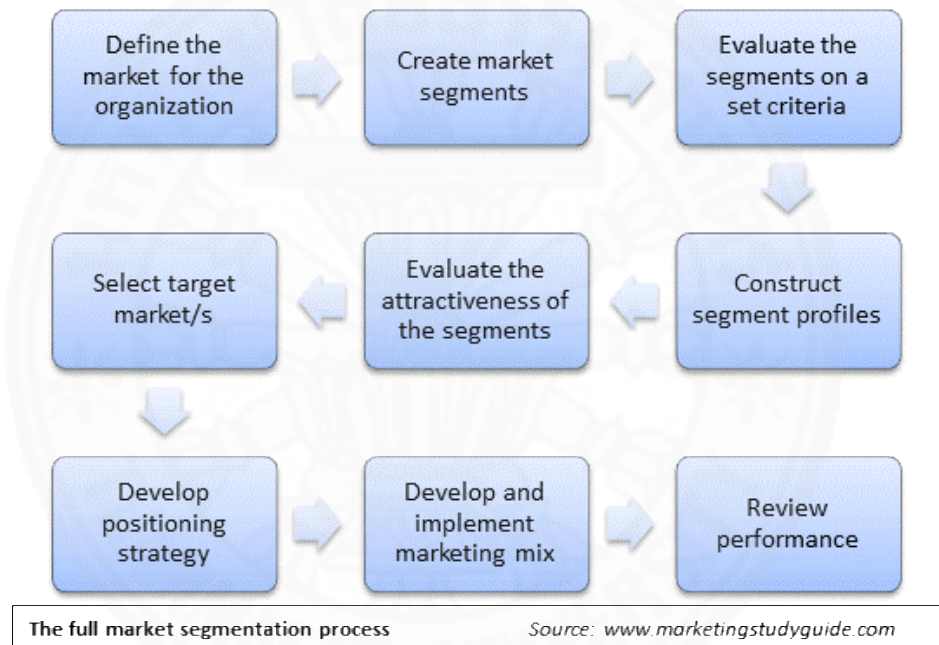 Define the
market for the
organization
Create market
segments
Evaluate the
segments on a
set criteria
Construct
segment profiles
Evaluate the
attractiveness of
the segments
Select target
market/s
Develop
positioning
strategy
Develop and
implement
marketing mix
Review
performance
The full market segmentation process
Source: www.marketingstudyguide.com